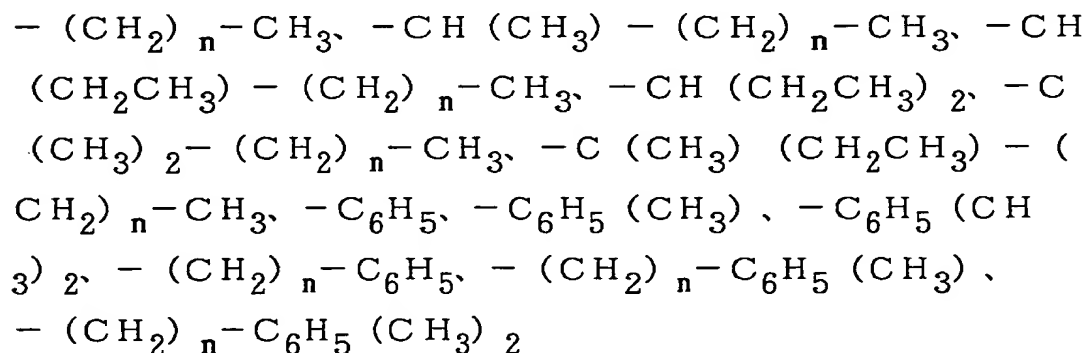 －（CH₂）ₙ－CH₃、－CH（CH₃）－（CH₂）ₙ－CH₃、－CH
（CH₂CH₃）－（CH₂）ₙ－CH₃、－CH（CH₂CH₃）₂、－C
（CH₃）₂－（CH₂）ₙ－CH₃、－C（CH₃）（CH₂CH₃）－（
CH₂）ₙ－CH₃、－C₆H₅、－C₆H₅（CH₃）、－C₆H₅（CH
₃）₂、－（CH₂）ₙ－C₆H₅、－（CH₂）ₙ－C₆H₅（CH₃）、
－（CH₂）ₙ－C₆H₅（CH₃）₂